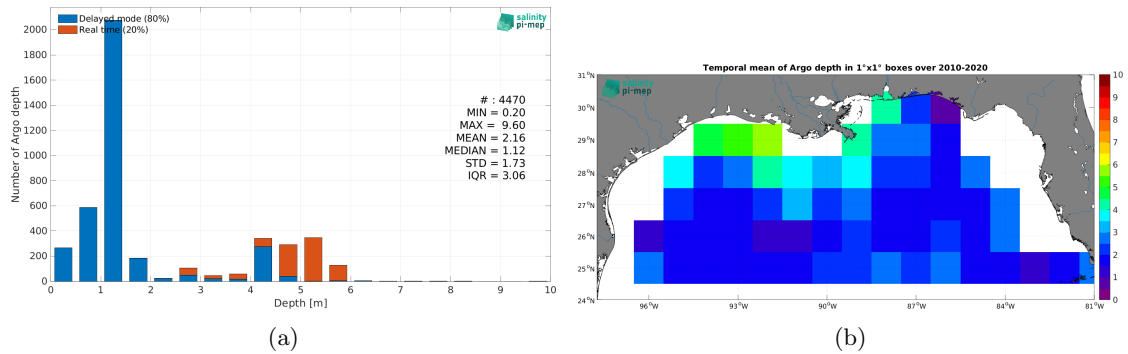 Delayed mode (80%)
Real time (20%)
salinity
pi-mep
Number of Argo depth
2000
1800
1600
1400
1200
1000
800
600
400
200
0
# : 4470
MIN = 0.20
MAX = 9.60
MEAN = 2.16
MEDIAN = 1.12
STD = 1.73
IQR = 3.06
0 1 2 3 4 5 6 7 8 9 10
Depth [m]
(a)
Temporal mean of Argo depth in 1°x1° boxes over 2010-2020
salinity
pi-mep
31°N
30°N
29°N
28°N
27°N
26°N
25°N
24°N
96°W 93°W 90°W 87°W 84°W 81°W
10
9
8
7
6
5
4
3
2
1
0
(b)